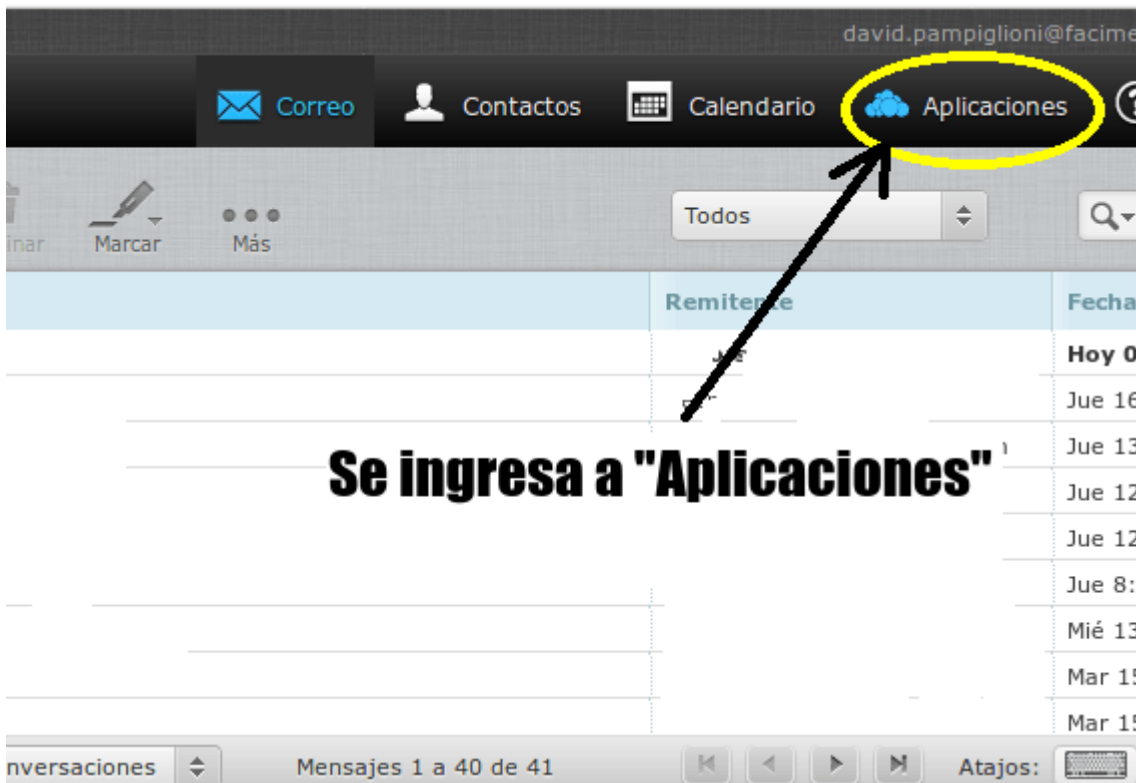 david.pampiglioni@facime
Correo Contactos Calendario Aplicaciones
inar Marcar Más
Todos
Remitente Fecha
Hoy 0
Jue 16
Jue 13
Se ingresa a "Aplicaciones"
Jue 12
Jue 12
Jue 8:
Mié 13
Mar 15
Mar 15
nversaciones Mensajes 1 a 40 de 41 Atajos: